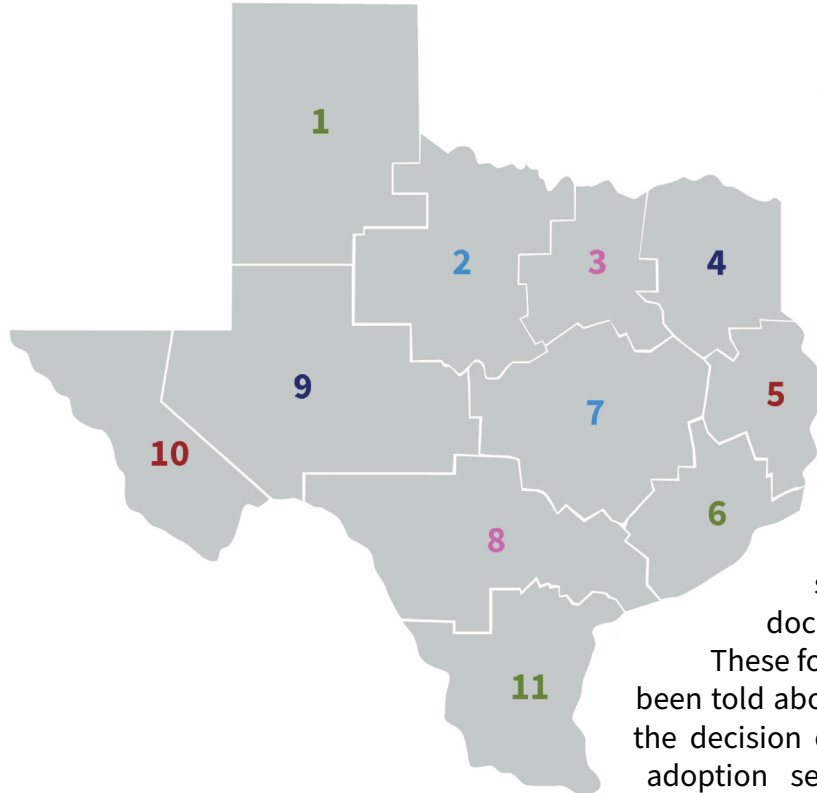 1
2
3
4
9
5
7
10
6
8
doc
These fo
been told abo
the decision
adoption se
11